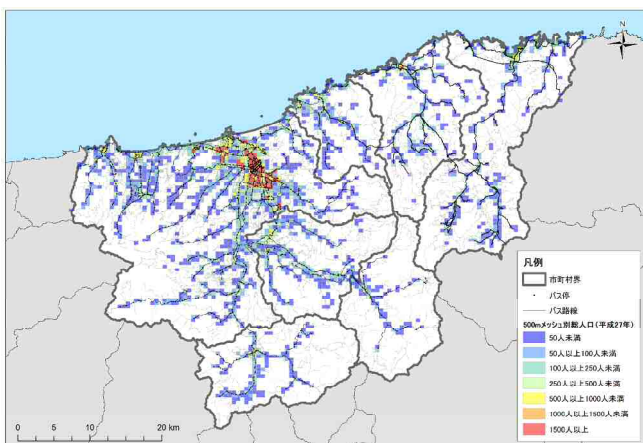 N
凡例
市町村界
バス停
バス路線
500mメッシュ別総人口(平成27年)
50人未満
50人以上100人未満
100人以上250人未満
250人以上500人未満
500人以上1000人未満
1000人以上1500人未満
1500人以上
0 5 10 20 km